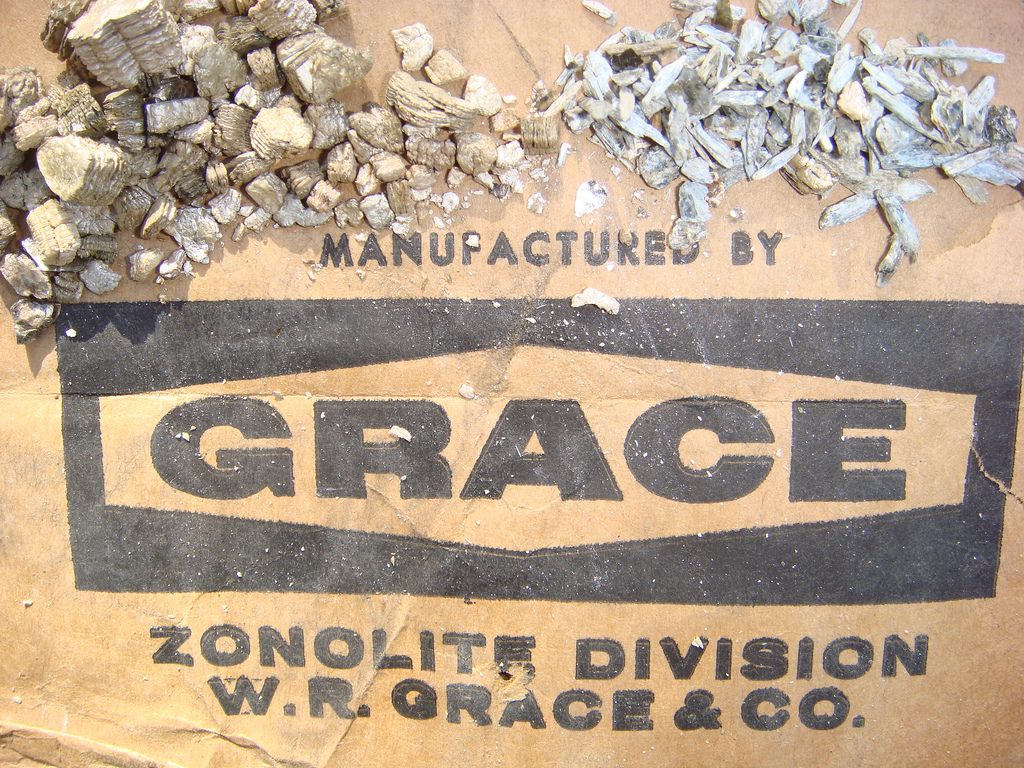 MANUFACTURED BY
GRACE
ZONOLITE DIVISION
W.R. GRACE & CO.